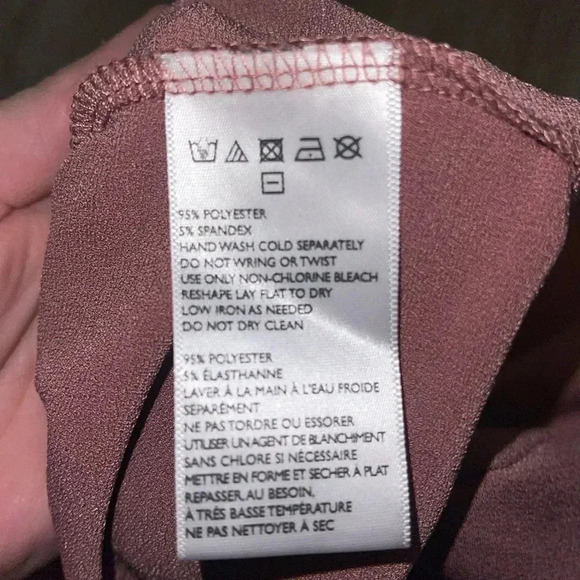 95% POLYESTER
5% SPANDEX
HAND WASH COLD SEPARATELY
DO NOT WRING OR TWIST
USE ONLY NON-CHLORINE BLEACH
RESHAPE LAY FLAT TO DRY
LOW IRON AS NEEDED
DO NOT DRY CLEAN
95% POLYESTER
5% ÉLASTHANNE
LAVER À LA MAIN À L'EAU FROIDE
SEPARÉMENT
NE PAS TORDRE OU ESSORER
UTILISER UN AGENT DE BLANCHIMENT
SANS CHLORE SI NÉCESSAIRE
METTRE EN FORME ET SÉCHER À PLAT
REPASSER AU BESOIN.
À TRÈS BASSE TEMPÉRATURE
NE PAS NETTOYER À SEC